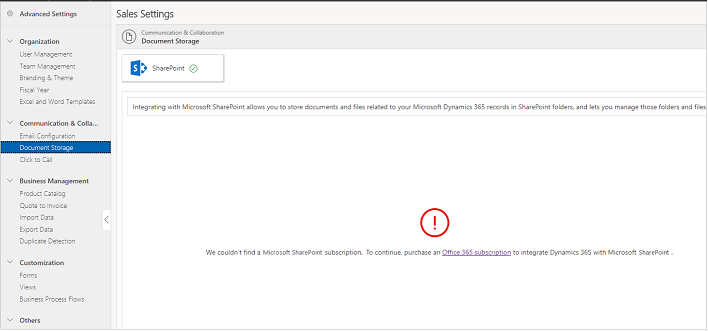 Advanced Settings
Sales Settings
Organization
User Management
Team Management
Branding & Theme
Fiscal Year
Excel and Word Templates
Communication & Colla...
Email Configuration
Document Storage
Click to Call
Business Management
Product Catalog
Quote to Invoice
Import Data
Export Data
Duplicate Detection
Customization
Forms
Views
Business Process Flows
Others
Communication & Collaboration
Document Storage
SharePoint
Integrating with Microsoft SharePoint allows you to store documents and files related to your Microsoft Dynamics 365 records in SharePoint folders, and lets you manage those folders and files
We couldn't find a Microsoft SharePoint subscription. To continue, purchase an Office 365 subscription to integrate Dynamics 365 with Microsoft SharePoint .